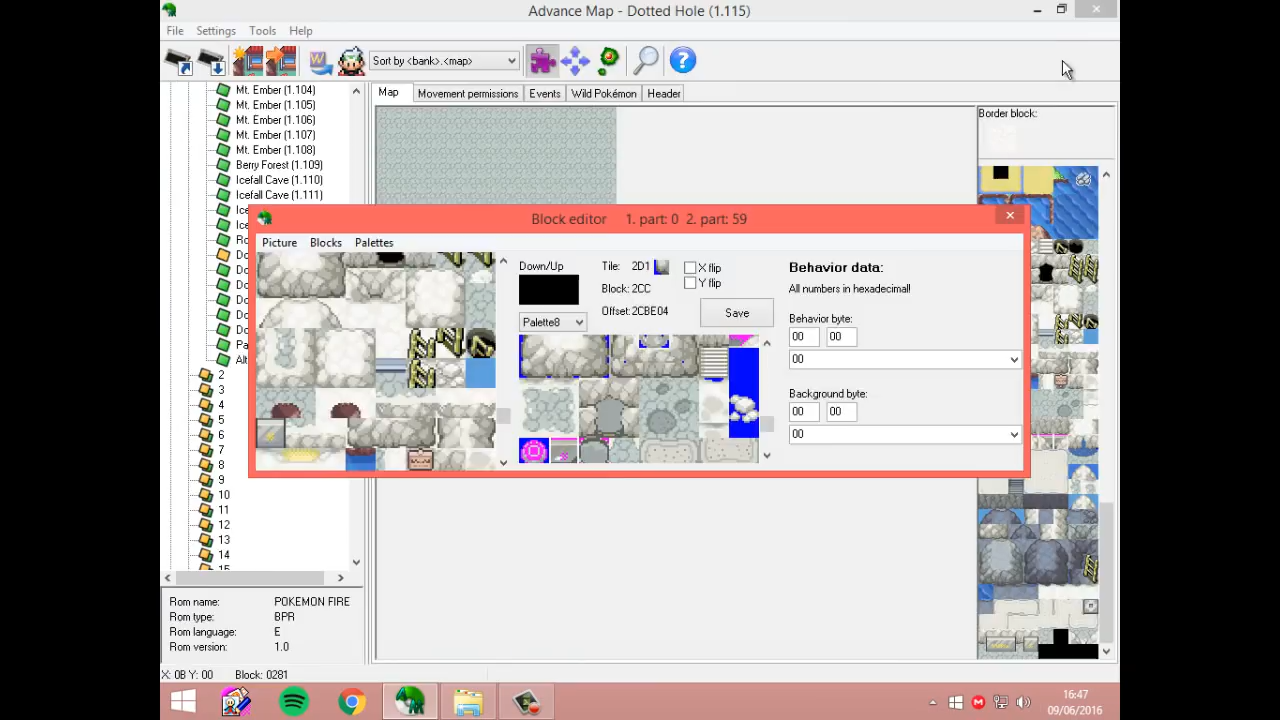 Advance Map - Dotted Hole (1.115)
File Settings Tools Help
Sort by <bank>.<map>
Map Movement permissions Events Wild Pokémon Header
Mt. Ember (1.104)
Mt. Ember (1.105)
Mt. Ember (1.106)
Mt. Ember (1.107)
Mt. Ember (1.108)
Berry Forest (1.109)
Icefall Cave (1.110)
Icefall Cave (1.111)
Border block:
Block editor 1. part: 0 2. part: 59
Picture Blocks Palettes
Down/Up
Palette8
Tile: 2D1
Block: 2CC
Offset: 2CBE04
X flip
Y flip
Save
Behavior data:
All numbers in hexadecimal!
Behavior byte:
00 00
00
Background byte:
00 00
00
2
3
4
5
6
7
8
9
10
11
12
13
14
Rom name: POKEMON FIRE
Rom type: BPR
Rom language: E
Rom version: 1.0
X: 0B Y: 00 Block: 0281
16:47
09/06/2016